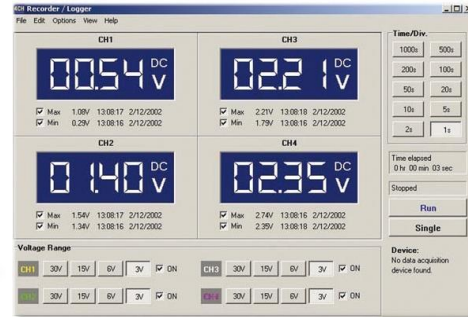 Recorder / Logger
File Edit Options View Help
CH1
00.54 DC V
Max 1.08V 13:08:17 2/12/2002
Min 0.29V 13:08:16 2/12/2002
CH3
02.21 DC V
Max 2.21V 13:08:18 2/12/2002
Min 1.79V 13:08:16 2/12/2002
CH2
01.40 DC V
Max 1.54V 13:08:17 2/12/2002
Min 1.34V 13:08:16 2/12/2002
CH4
02.35 DC V
Max 2.74V 13:08:16 2/12/2002
Min 2.35V 13:08:18 2/12/2002
Voltage Range
CH1 30V 15V 6V 3V ON
CH3 30V 15V 6V 3V ON
CH2 30V 15V 6V 3V ON
CH4 30V 15V 6V 3V ON
Time/Div.
1000s 500s
200s 100s
50s 20s
10s 5s
2s 1s
Time elapsed
0 hr 00 min 03 sec
Stopped
Run
Single
Device:
No data acquisition
device found.